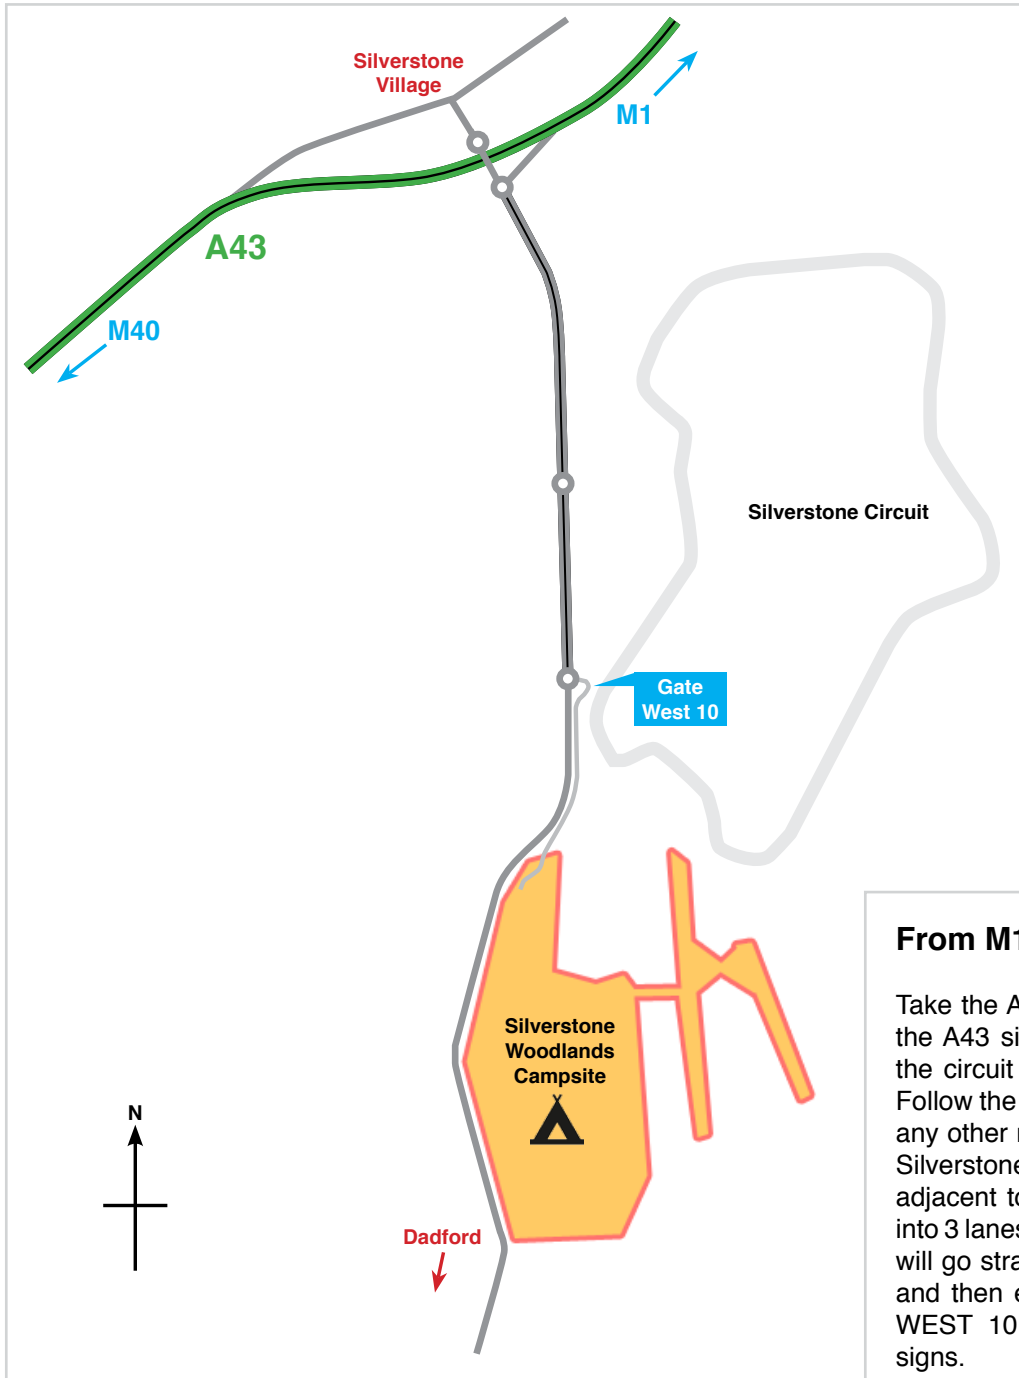 Silverstone
Village
M1
A43
M40
Silverstone Circuit
Gate
West 10
Silverstone
Woodlands
Campsite
N
Dadford
From M1
Take the A
the A43 si
the circuit
Follow the
any other
Silverstone
adjacent to
into 3 lanes
will go stra
and then e
WEST 10
signs.